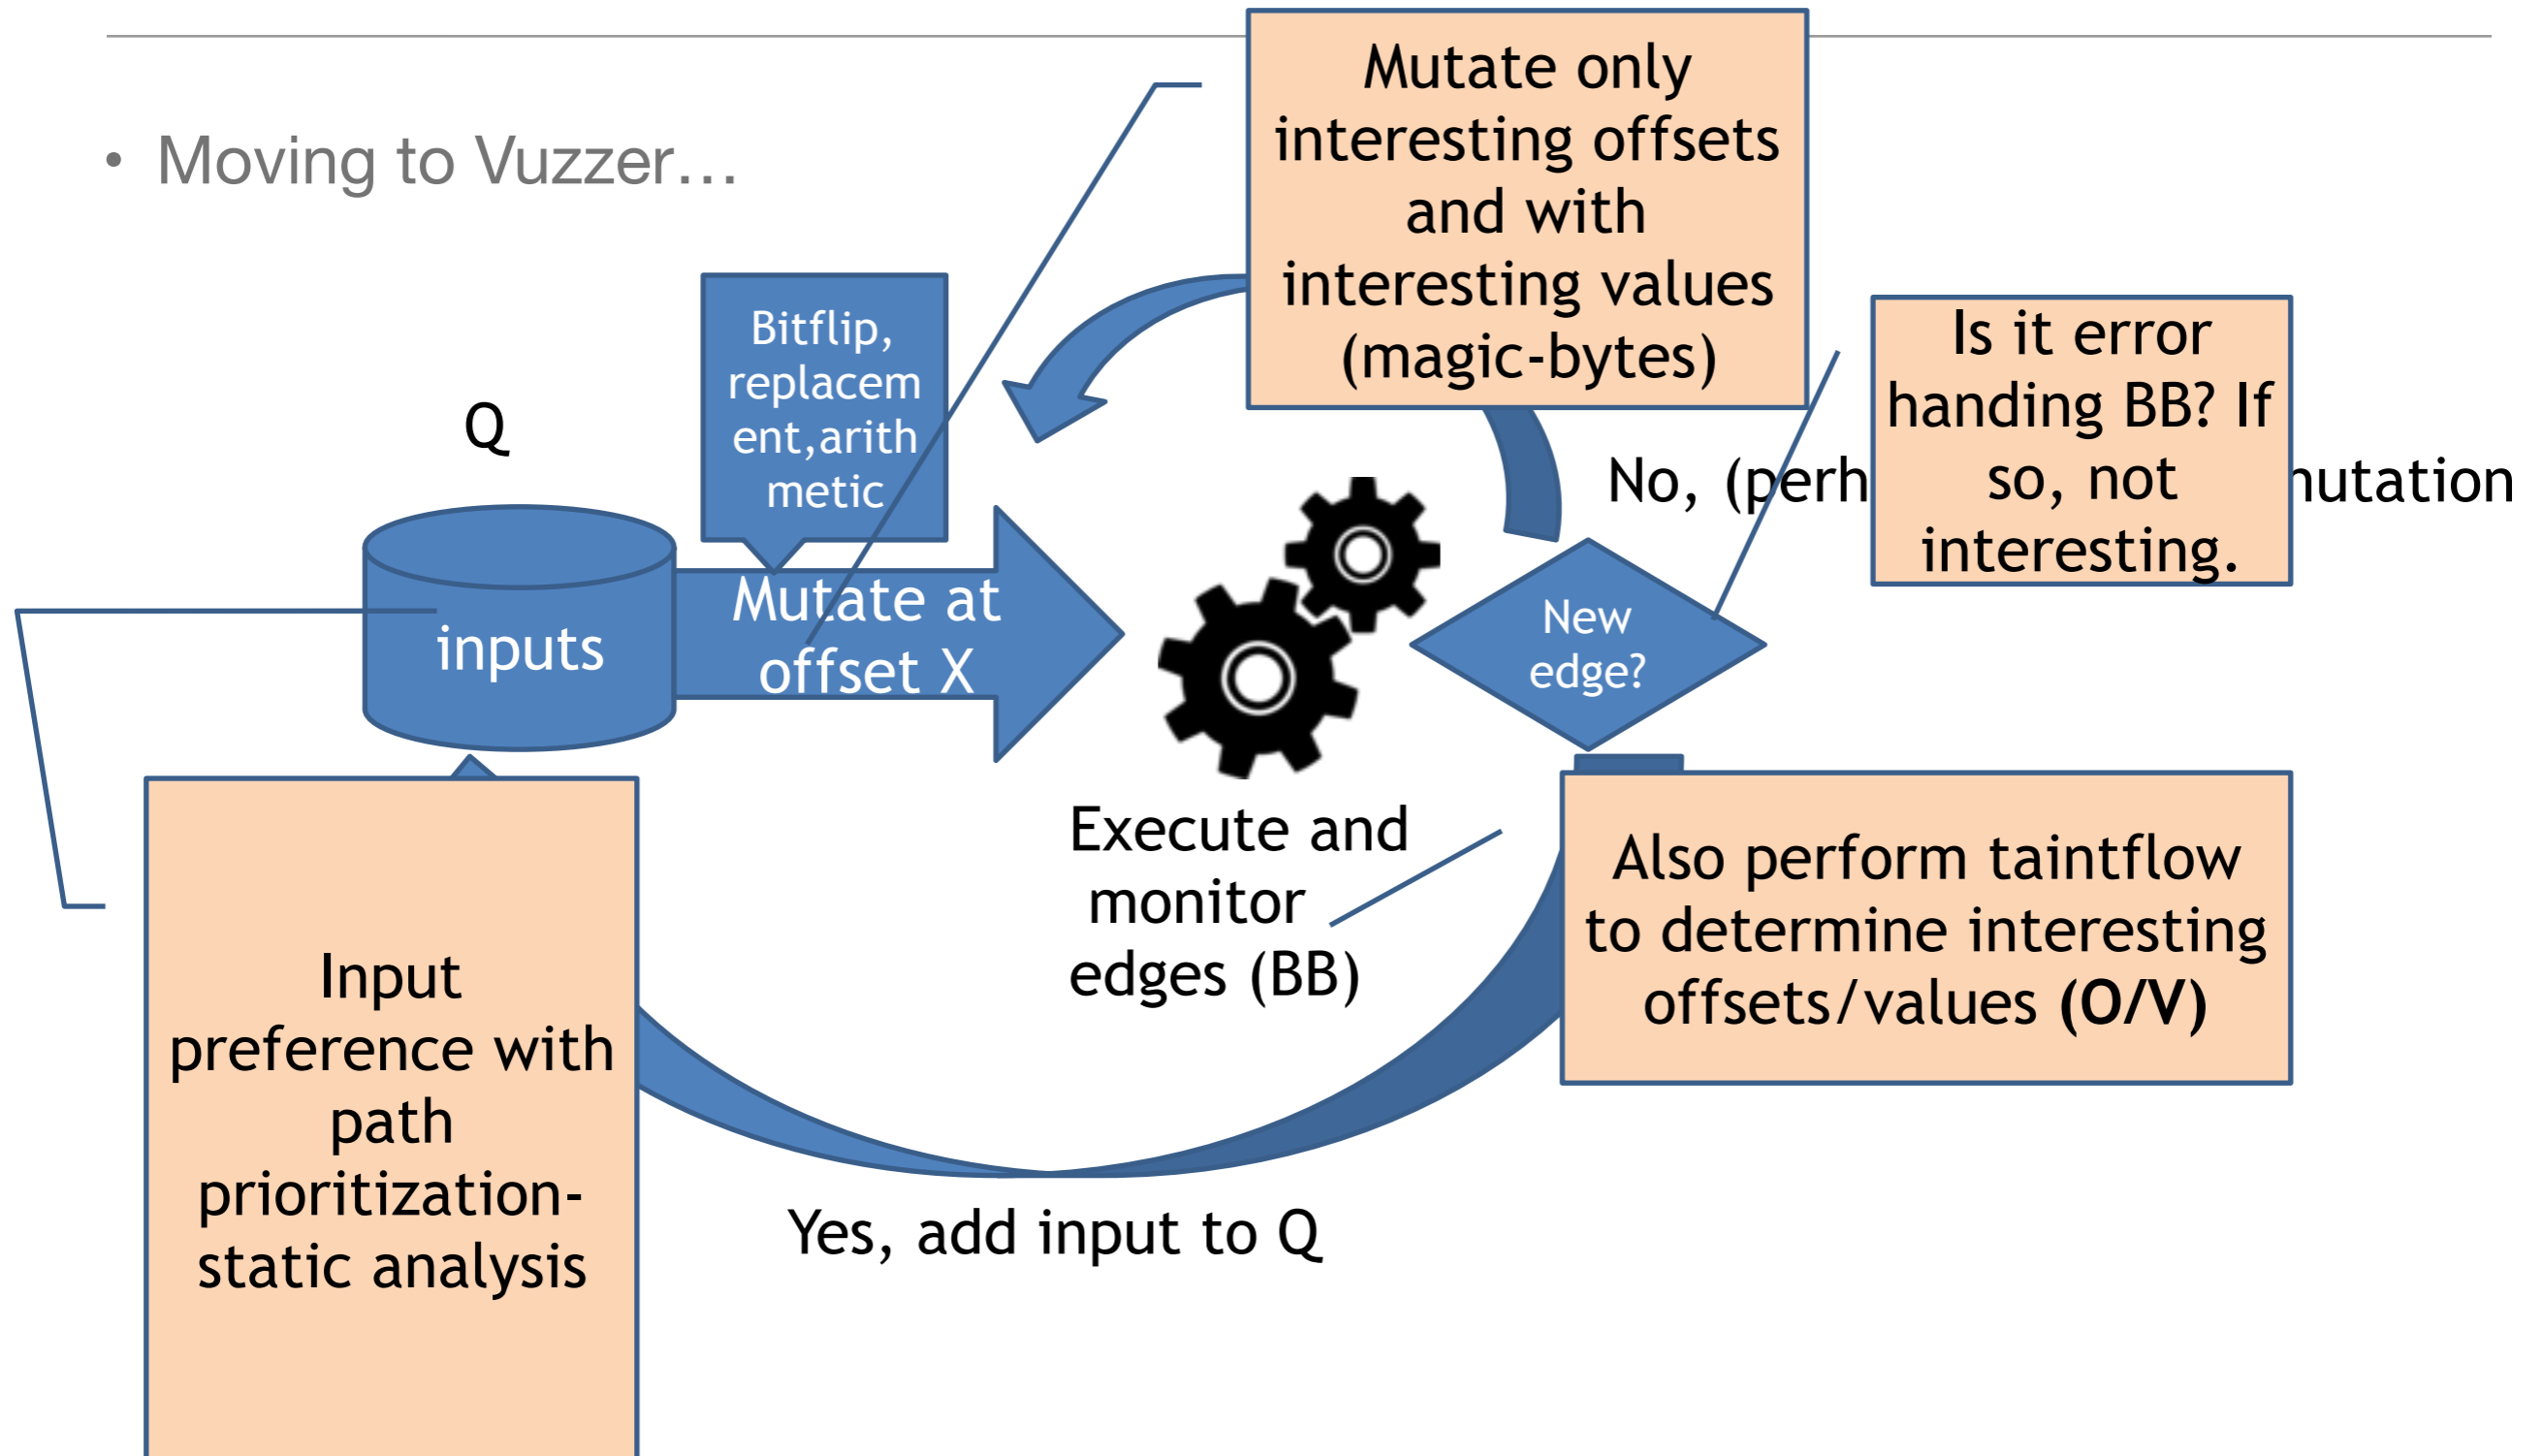 • Moving to Vuzzer…
Mutate only
interesting offsets
and with
interesting values
(magic-bytes)
Bitflip,
replacem
ent,arith
metic
Is it error
handing BB? If
so, not
interesting.
Q
No, (perh
inputs
Mutate at
offset X
New
edge?
Execute and
monitor
edges (BB)
Also perform taintflow
to determine interesting
offsets/values (O/V)
Input
preference with
path
prioritization-
static analysis
Yes, add input to Q